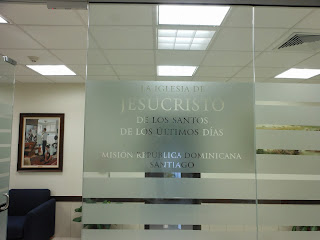 LA IGLESIA DE
JESUCRISTO
DE LOS SANTOS
DE LOS ÚLTIMOS DÍAS
MISIÓN REPÚBLICA DOMINICANA
SANTIAGO